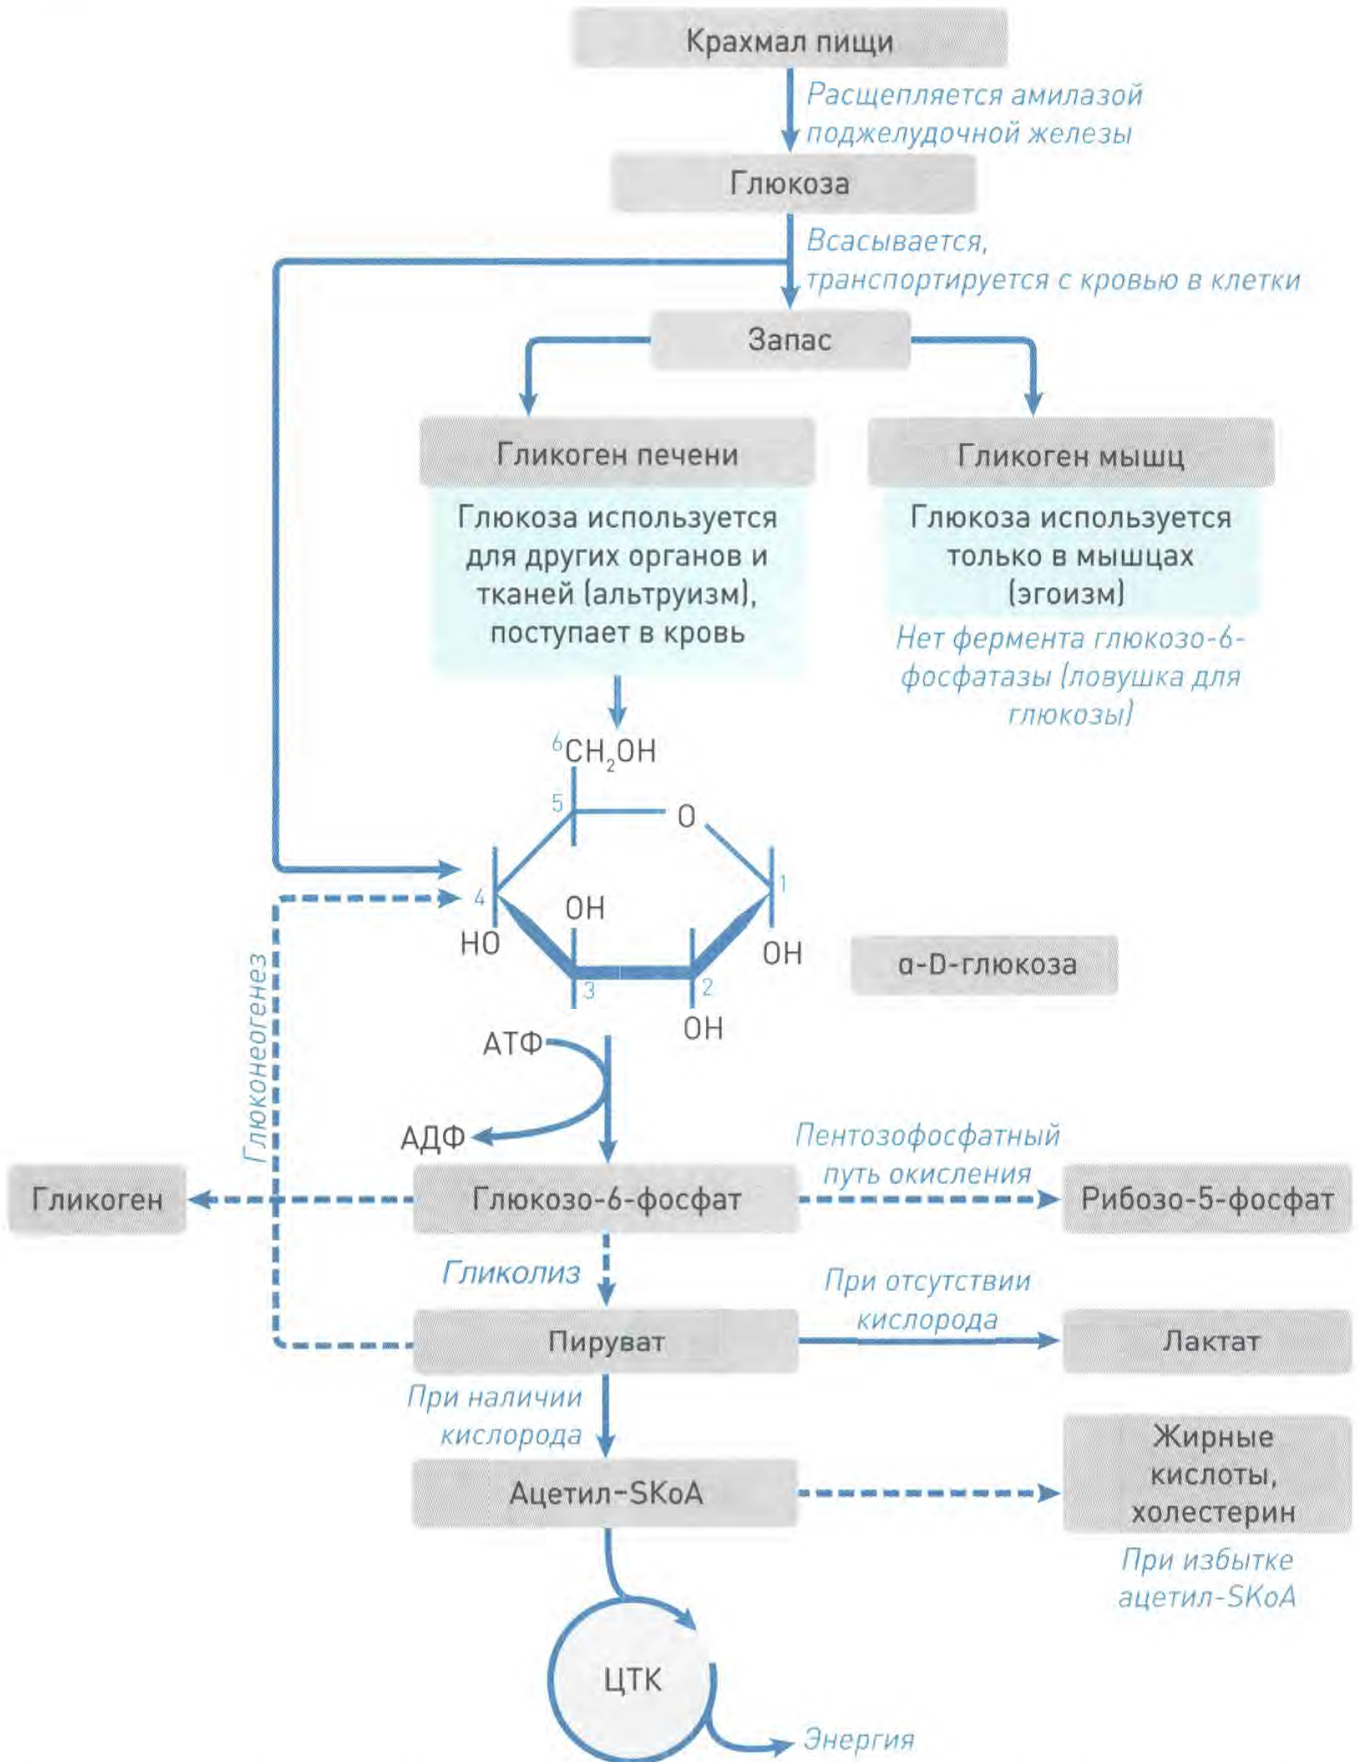 Крахмал пищи
Расщепляется амилазой
поджелудочной железы
Глюкоза
Всасывается,
транспортируется с кровью в клетки
Запас
Гликоген печени
Глюкоза используется
для других органов и
тканей (альтруизм),
поступает в кровь
Гликоген мышц
Глюкоза используется
только в мышцах
(эгоизм)
Нет фермента глюкозо-6-
фосфатазы (ловушка для
глюкозы)
6CH2OH
5
O
4
1
OH
HO
OH
3
2
OH
α-D-глюкоза
АТФ
АДФ
Глюконеогенез
Пентозофосфатный
путь окисления
Гликоген
Глюкозо-6-фосфат
Рибозо-5-фосфат
Гликолиз
При отсутствии
кислорода
Пируват
Лактат
При наличии
кислорода
Ацетил-SКоА
Жирные
кислоты,
холестерин
При избытке
ацетил-SКоА
ЦТК
Энергия